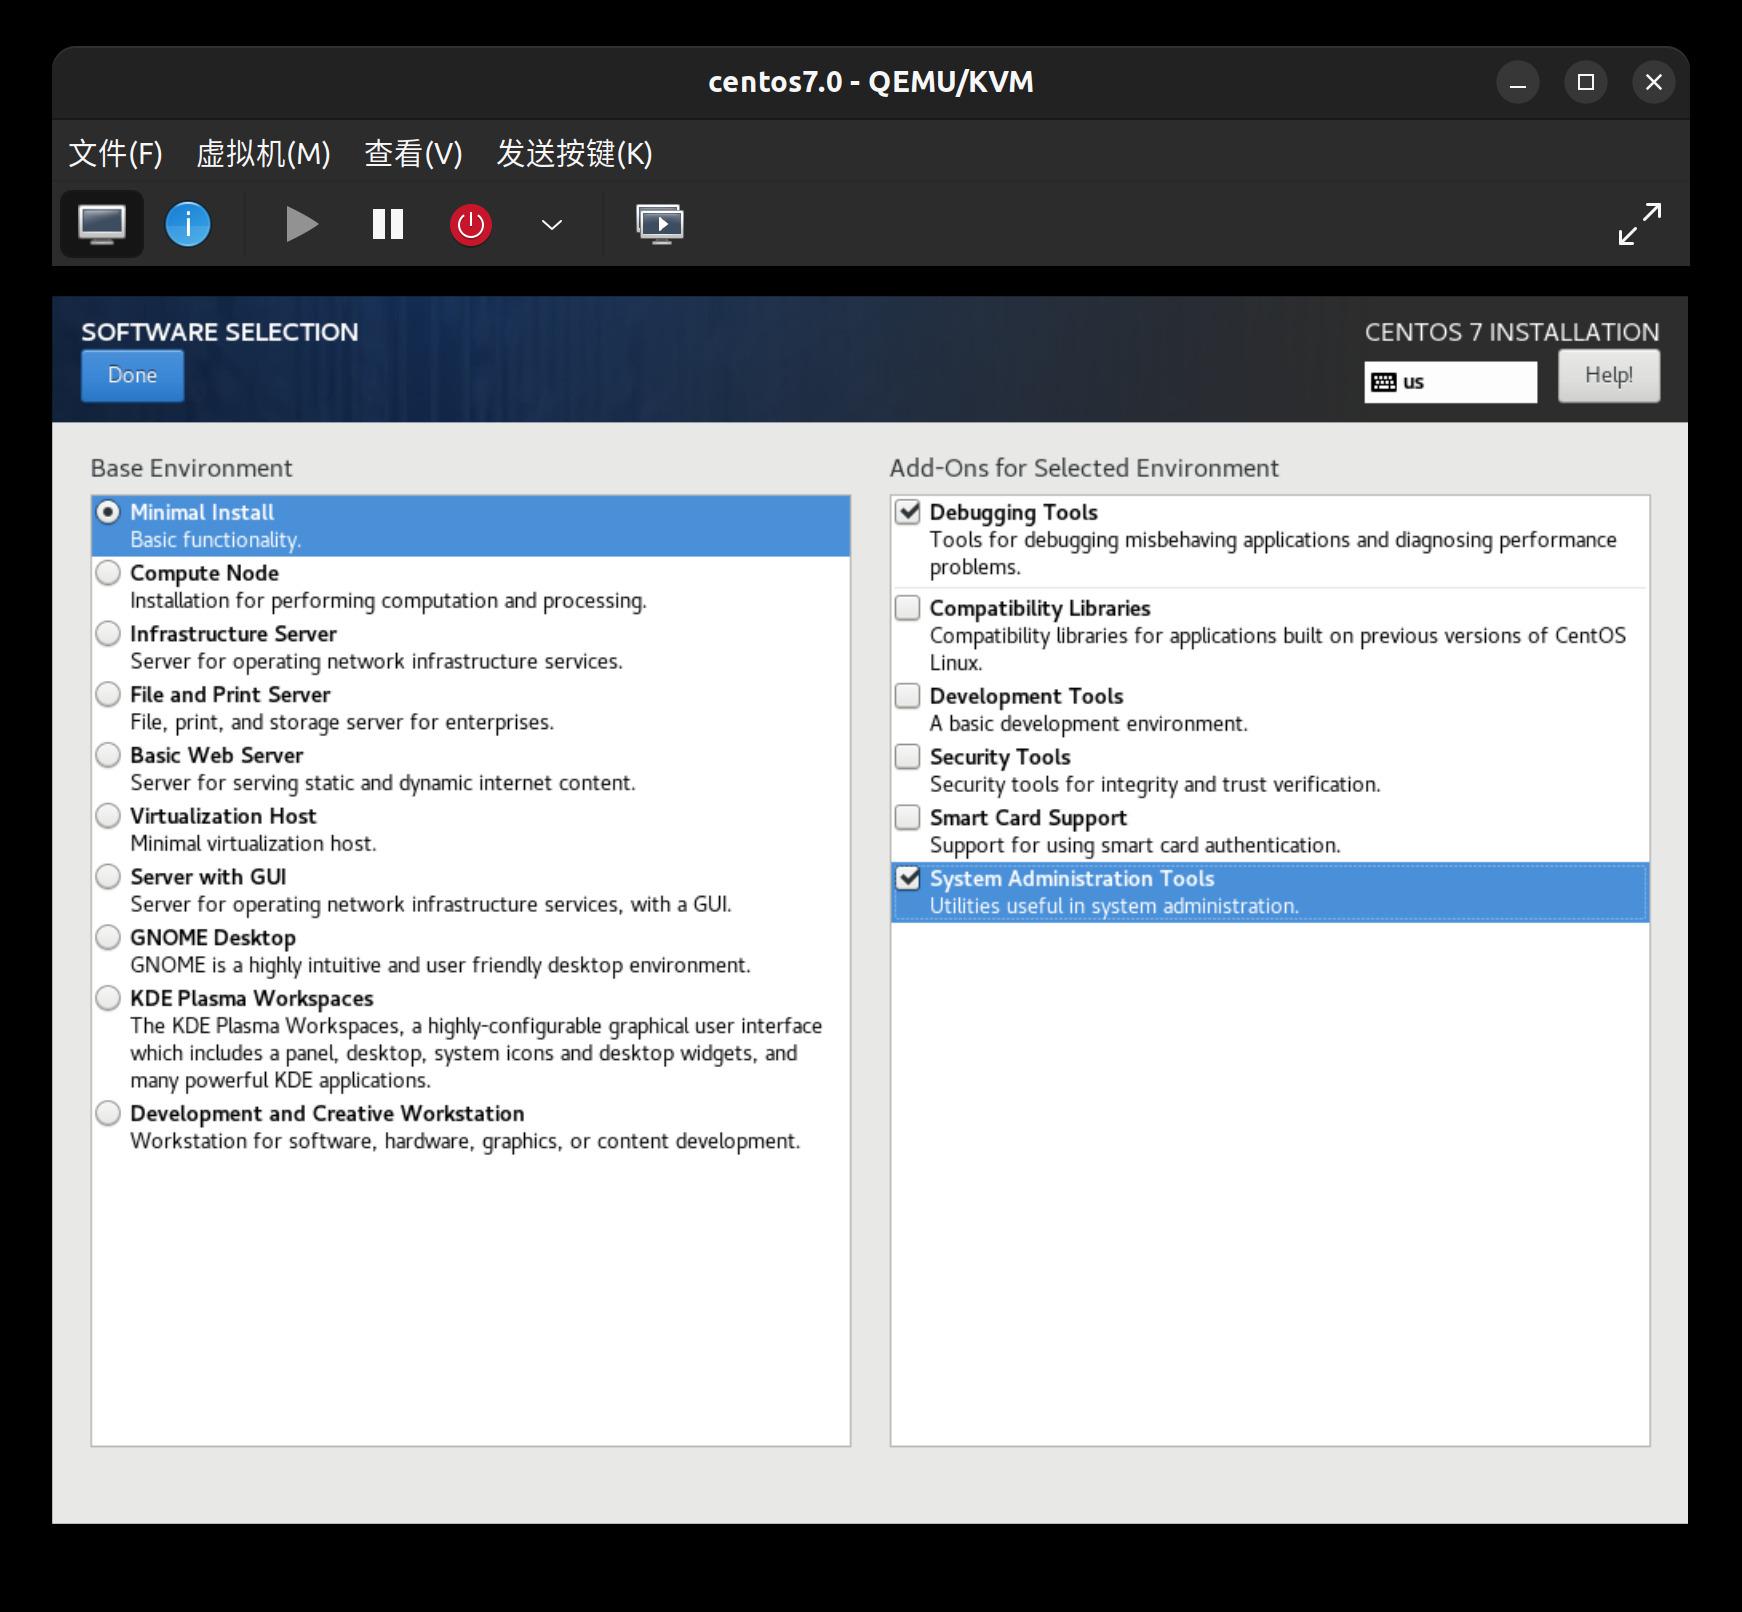 centos7.0 - QEMU/KVM
文件(F) 虚拟机(M) 查看(V) 发送按键(K)
SOFTWARE SELECTION
CENTOS 7 INSTALLATION
Done
us
Help!
Base Environment
Minimal Install
Basic functionality.
Compute Node
Installation for performing computation and processing.
Infrastructure Server
Server for operating network infrastructure services.
File and Print Server
File, print, and storage server for enterprises.
Basic Web Server
Server for serving static and dynamic internet content.
Virtualization Host
Minimal virtualization host.
Server with GUI
Server for operating network infrastructure services, with a GUI.
GNOME Desktop
GNOME is a highly intuitive and user friendly desktop environment.
KDE Plasma Workspaces
The KDE Plasma Workspaces, a highly-configurable graphical user interface
which includes a panel, desktop, system icons and desktop widgets, and
many powerful KDE applications.
Development and Creative Workstation
Workstation for software, hardware, graphics, or content development.
Add-Ons for Selected Environment
Debugging Tools
Tools for debugging misbehaving applications and diagnosing performance
problems.
Compatibility Libraries
Compatibility libraries for applications built on previous versions of CentOS
Linux.
Development Tools
A basic development environment.
Security Tools
Security tools for integrity and trust verification.
Smart Card Support
Support for using smart card authentication.
System Administration Tools
Utilities useful in system administration.